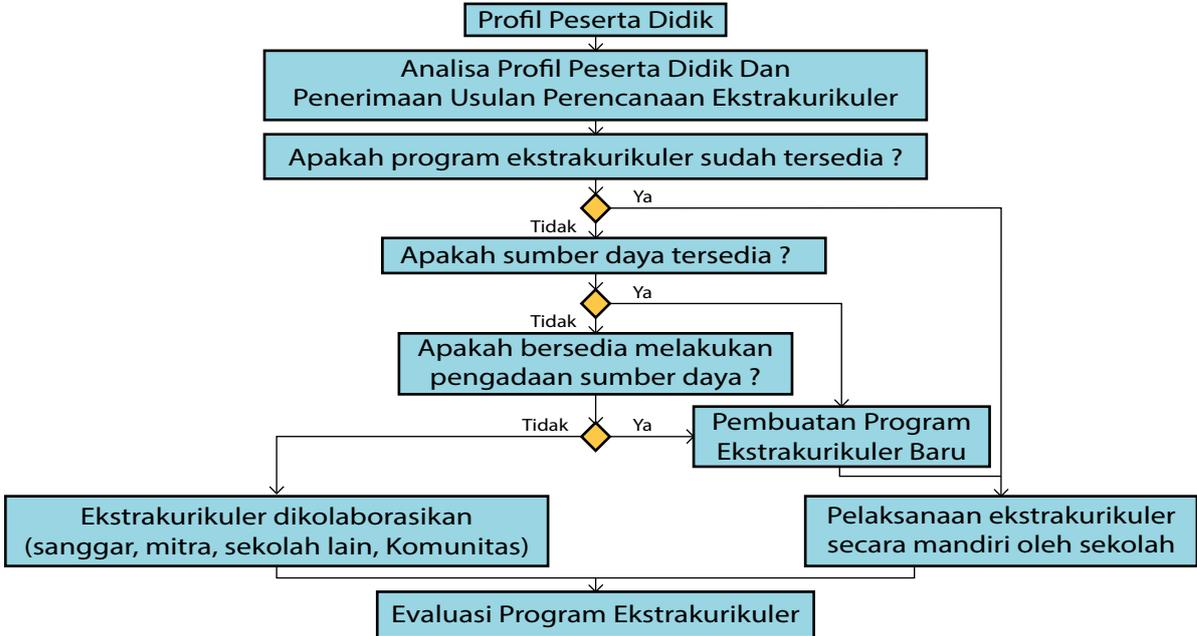 Profil Peserta Didik
Analisa Profil Peserta Didik Dan
Penerimaan Usulan Perencanaan Ekstrakurikuler
Apakah program ekstrakurikuler sudah tersedia ?
Ya
Tidak
Apakah sumber daya tersedia ?
Ya
Tidak
Apakah bersedia melakukan
pengadaan sumber daya ?
Tidak
Ya
Pembuatan Program
Ekstrakurikuler Baru
Ekstrakurikuler dikolaborasikan
(sanggar, mitra, sekolah lain, Komunitas)
Pelaksanaan ekstrakurikuler
secara mandiri oleh sekolah
Evaluasi Program Ekstrakurikuler